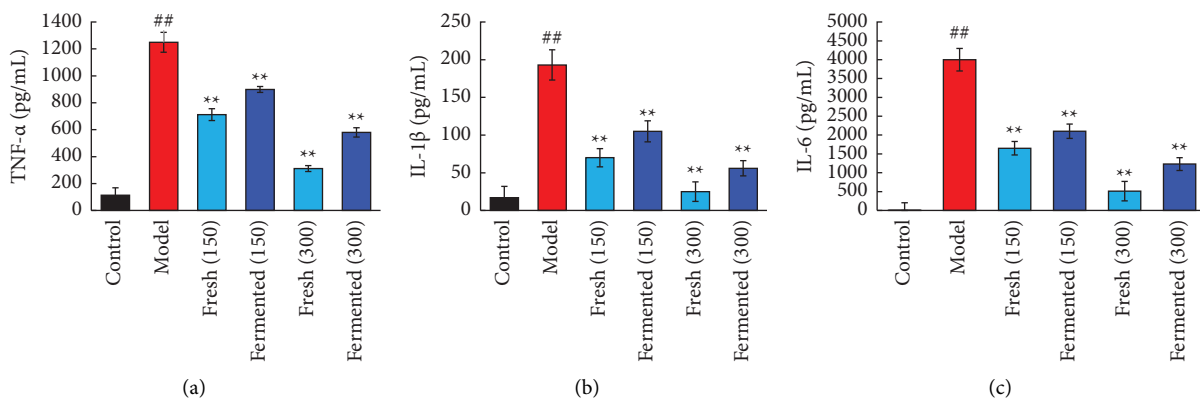 1400
1200
1000
800
600
400
200
0
TNF-α (pg/mL)
##
**
**
**
**
Control
Model
Fresh (150)
Fermented (150)
Fresh (300)
Fermented (300)
(a)
250
200
150
100
50
0
IL-1β (pg/mL)
##
**
**
**
**
Control
Model
Fresh (150)
Fermented (150)
Fresh (300)
Fermented (300)
(b)
5000
4500
4000
3500
3000
2500
2000
1500
1000
500
0
IL-6 (pg/mL)
##
**
**
**
**
Control
Model
Fresh (150)
Fermented (150)
Fresh (300)
Fermented (300)
(c)